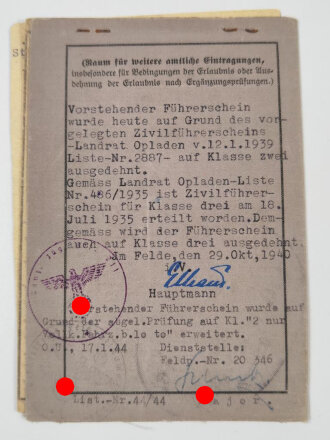 (Raum für weitere amtliche Eintragungen,
insbesondere für Bedingungen der Erlaubnis oder Aus-
dehnung der Erlaubnis nach Ergänzungsprüfungen.)
Vorstehender Führerschein
wurde heute auf Grund des vor-
gelegten Zivilführerscheins
-Landrat Opladen v.12.1.1939
Liste-Nr.2887- auf Klasse zwei
ausgedehnt.
Gemäss Landrat Opladen-Liste
Nr.486/1935 ist Zivilführer-
schein für Klasse drei am 18.
Juli 1935 erteilt worden.Dem-
gemäss wird der Führerschein
auch auf Klasse drei ausgedehnt.
Im Felde, den 29.Okt.1940
Hauptmann
Vorstehender Führerschein wurde auf
Grund der abgel.Prüfung auf Kl."2 nur
b.10 to" erweitert.
17.1.44 Dienststelle:
Feldp.-Nr. 20 546
List.-Nr.44/44 Major.